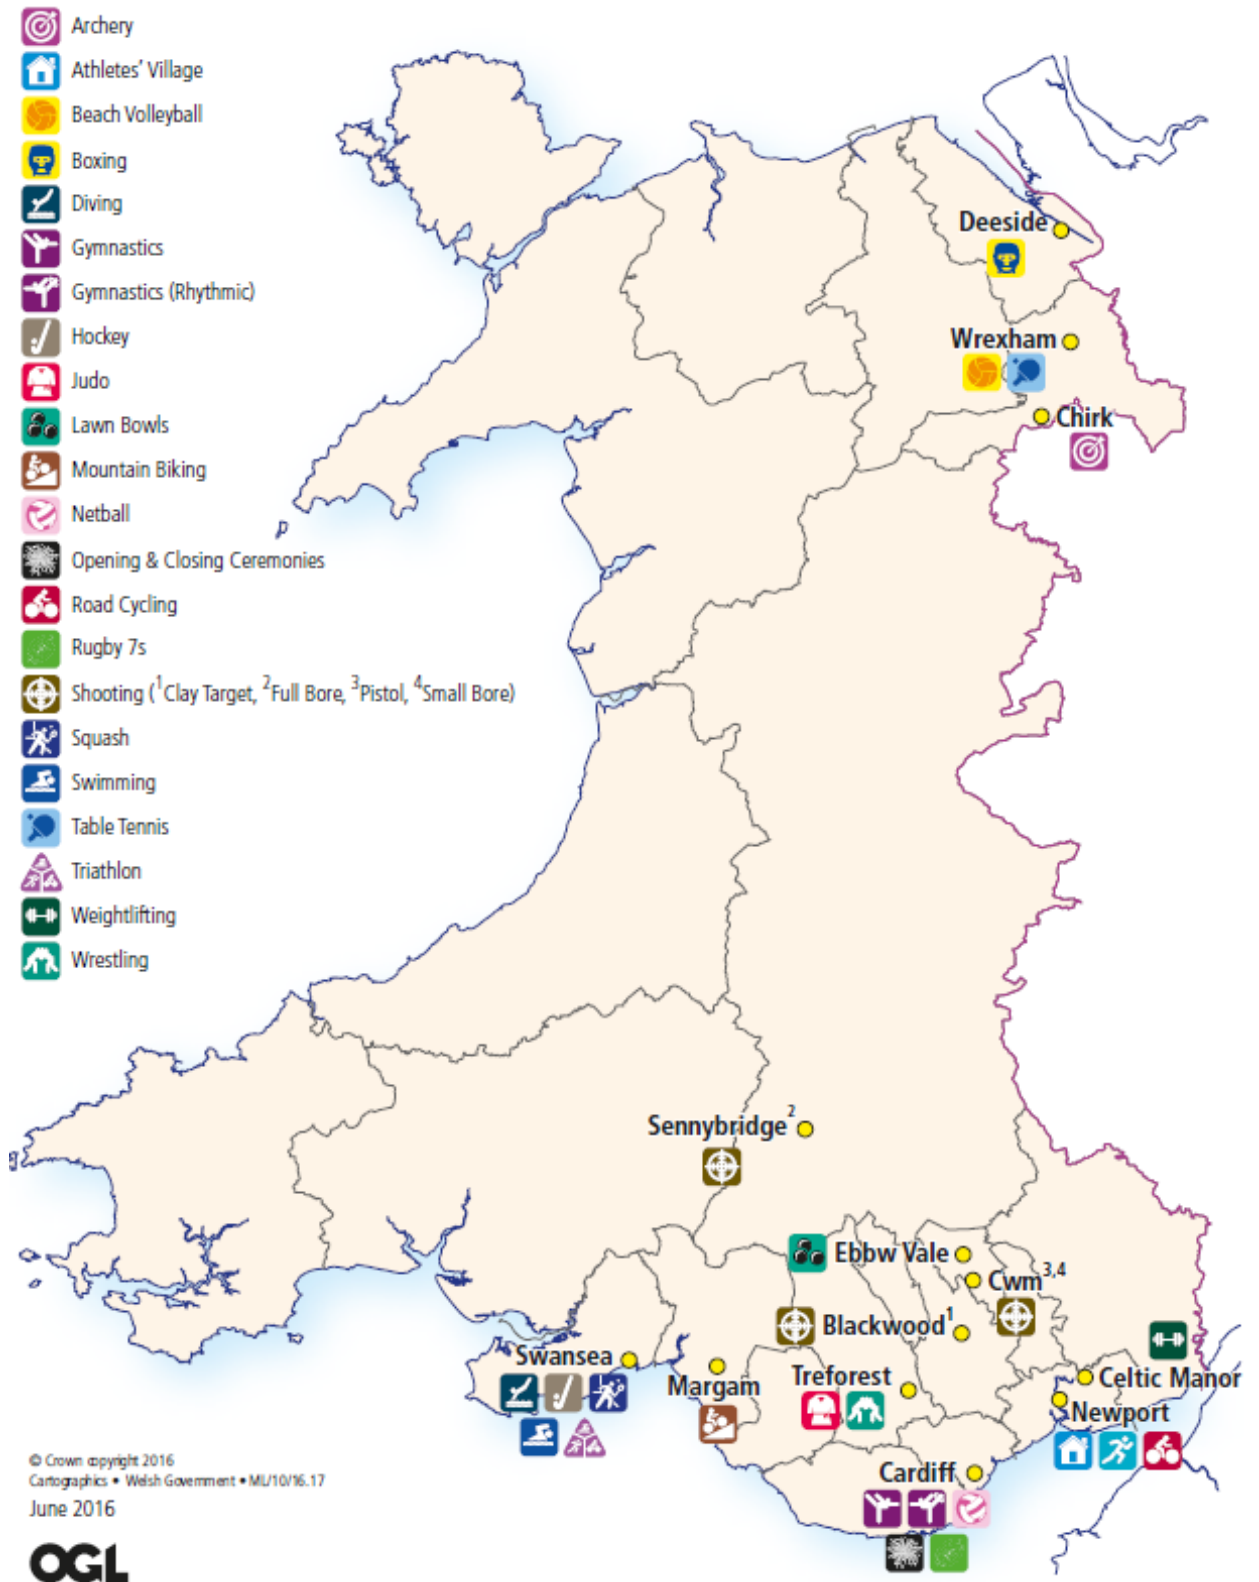 Archery
Athletes' Village
Beach Volleyball
Boxing
Diving
Gymnastics
Gymnastics (Rhythmic)
Hockey
Judo
Lawn Bowls
Mountain Biking
Netball
Opening & Closing Ceremonies
Road Cycling
Rugby 7s
Shooting (¹Clay Target, ²Full Bore, ³Pistol, ⁴Small Bore)
Squash
Swimming
Table Tennis
Triathlon
Weightlifting
Wrestling
Deeside
Wrexham
Chirk
Sennybridge²
Ebbw Vale
Cwm³,⁴
Blackwood¹
Swansea
Margam
Treforest
Celtic Manor
Newport
Cardiff
© Crown copyright 2016
Cartographics • Welsh Government • ML/10/16.17
June 2016
OGL